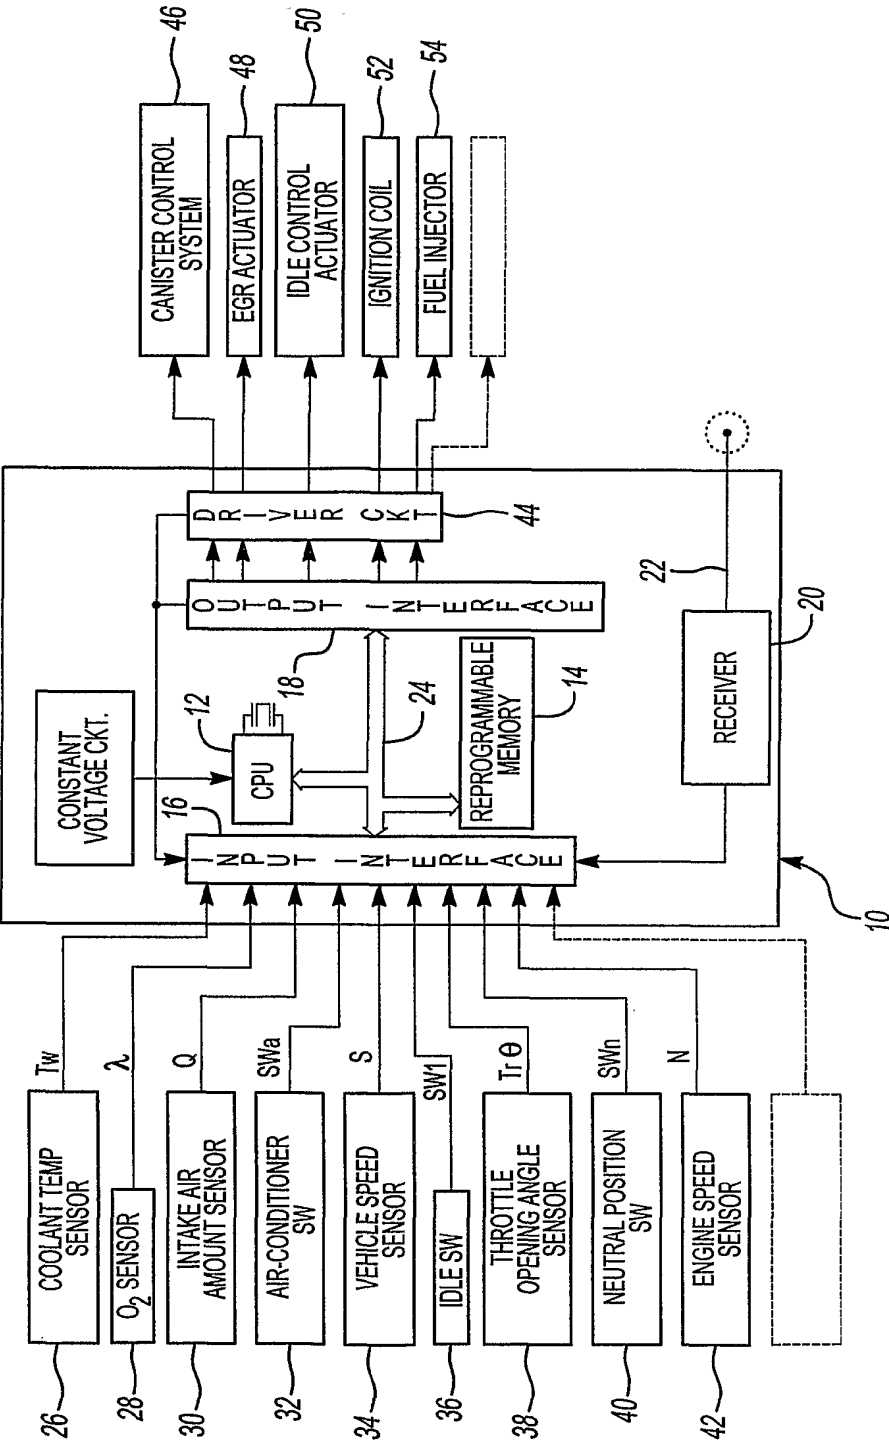 26
COOLANT TEMP
SENSOR
Tw
28
O2 SENSOR
λ
30
INTAKE AIR
AMOUNT SENSOR
Q
32
AIR-CONDITIONER
SW
SWa
34
VEHICLE SPEED
SENSOR
S
36
IDLE SW
SW1
38
THROTTLE
OPENING ANGLE
SENSOR
Tr θ
40
NEUTRAL POSITION
SW
SWn
42
ENGINE SPEED
SENSOR
N
10
CONSTANT
VOLTAGE CKT.
16
INPUT INTERFACE
12
CPU
24
REPROGRAMMABLE
MEMORY
14
18
OUTPUT INTERFACE
DRIVER CKT
44
RECEIVER
20
22
CANISTER CONTROL
SYSTEM
46
EGR ACTUATOR
48
IDLE CONTROL
ACTUATOR
50
IGNITION COIL
52
FUEL INJECTOR
54